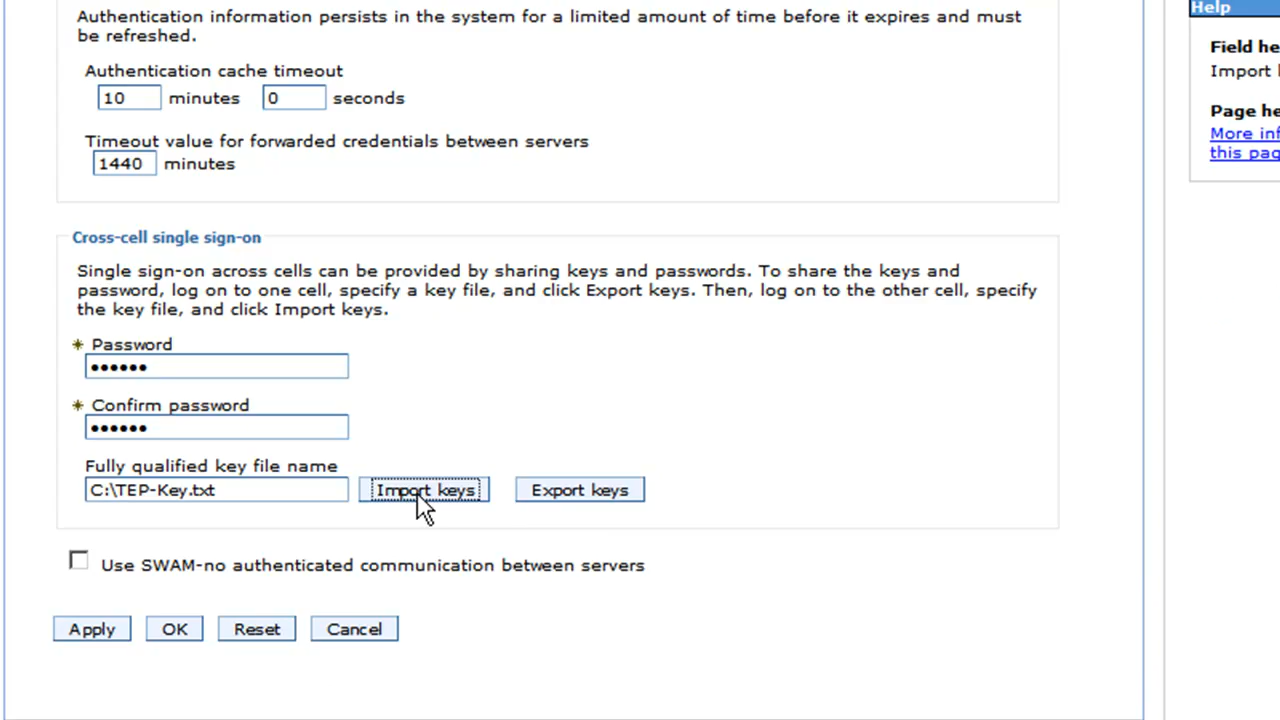 Authentication information persists in the system for a limited amount of time before it expires and must
be refreshed.
Authentication cache timeout
10 minutes 0 seconds
Timeout value for forwarded credentials between servers
1440 minutes
Cross-cell single sign-on
Single sign-on across cells can be provided by sharing keys and passwords. To share the keys and
password, log on to one cell, specify a key file, and click Export keys. Then, log on to the other cell, specify
the key file, and click Import keys.
Password
••••••
Confirm password
••••••
Fully qualified key file name
C:\TEP-Key.txt Import keys Export keys
Use SWAM-no authenticated communication between servers
Apply OK Reset Cancel
Help
Field he
Import
Page he
More inf
this pag